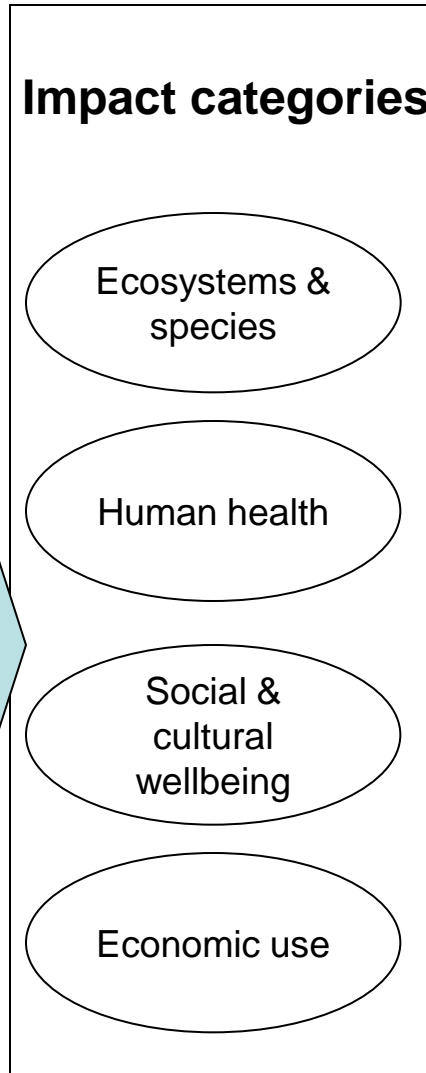 Impact categories
Ecosystems &
species
Human health
Social &
cultural
wellbeing
Economic use